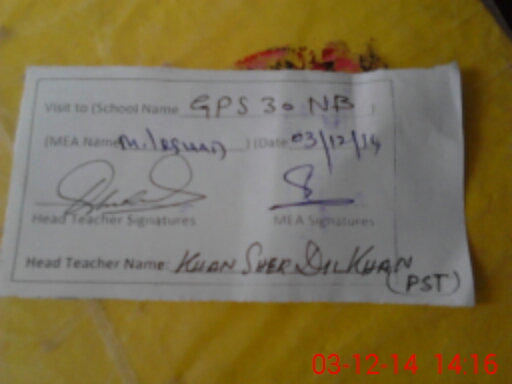 Visit to (School Name GPS 30 NB )
(MEA Name ) (Date 03/12/14
Head Teacher Signatures MEA Signatures
Head Teacher Name: KHAN SHER DIL KHAN
(PST)
03-12-14 14:16